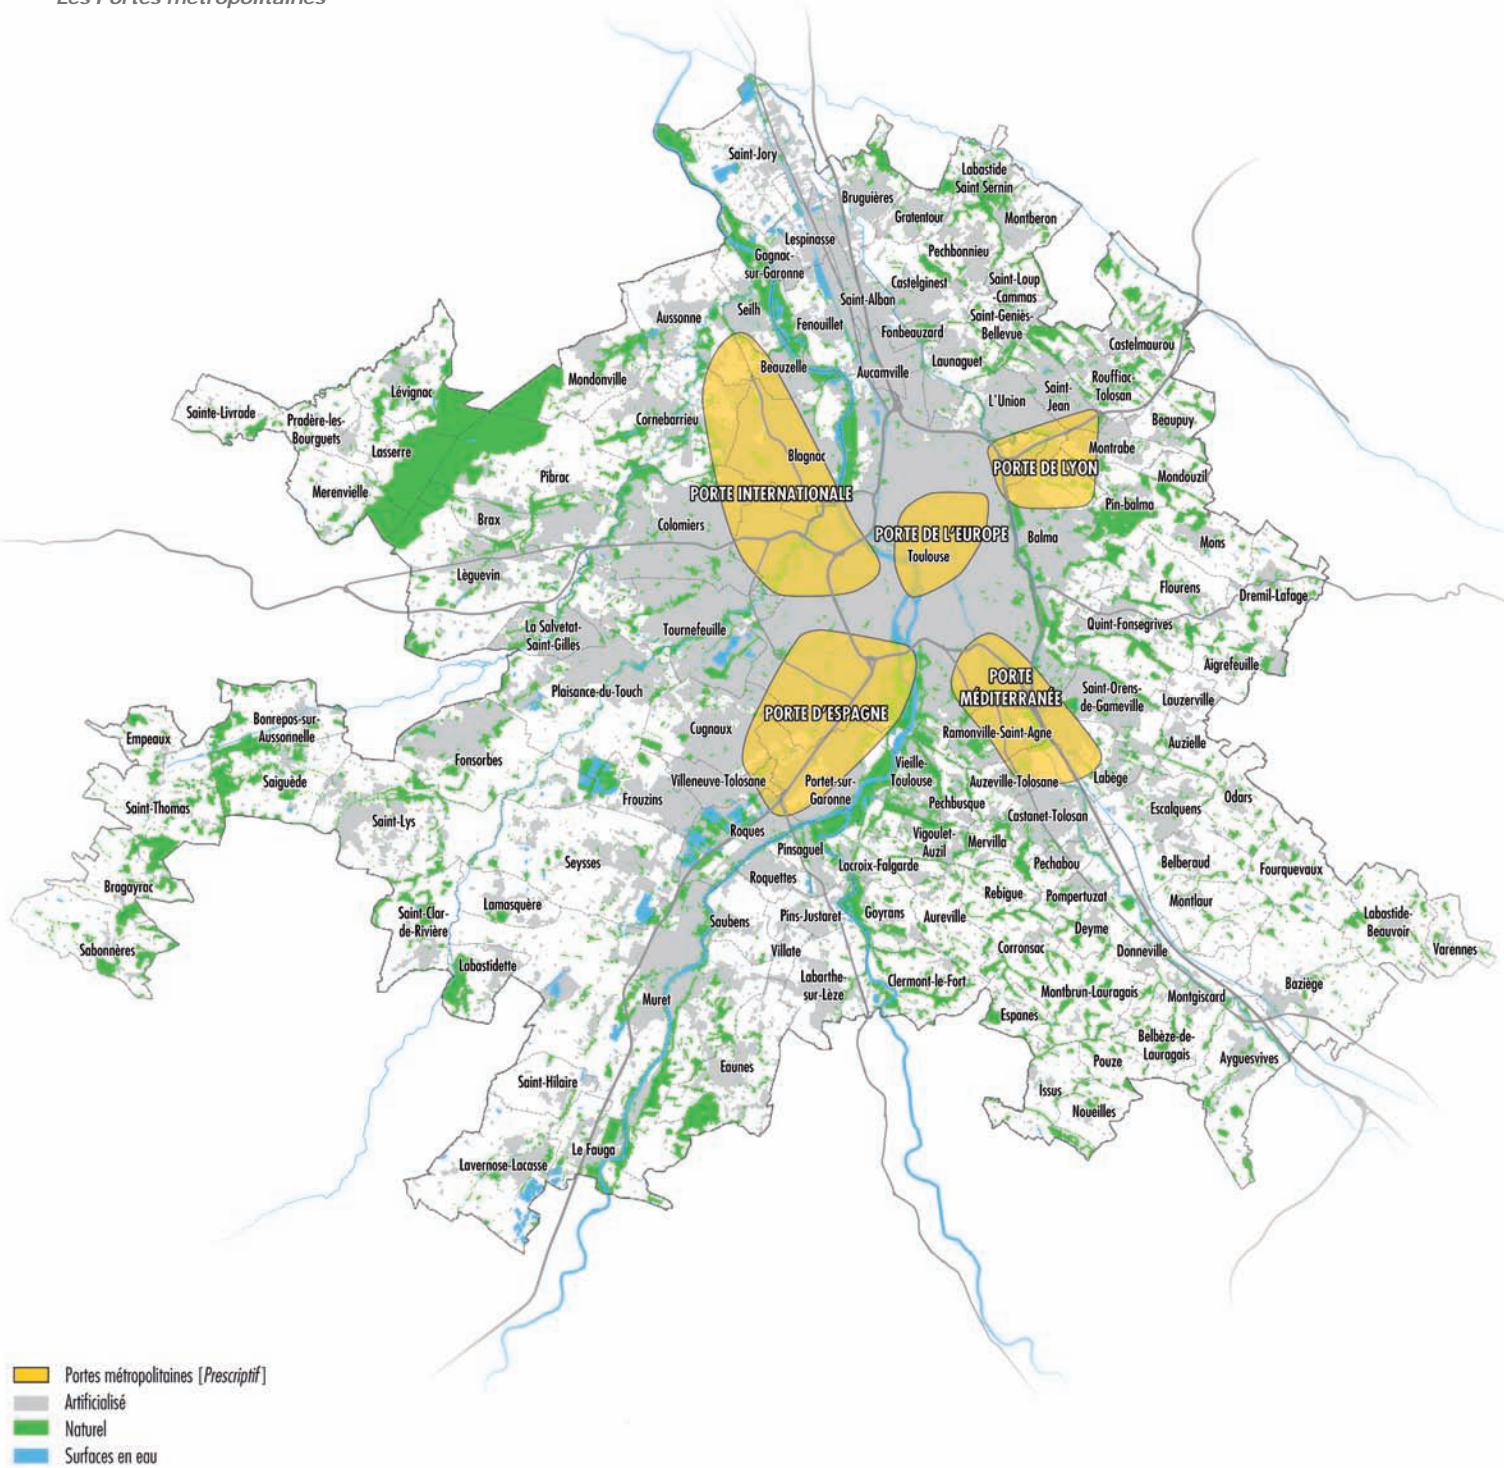 Les Portes métropolitaines
Saint-Jory
Labastide
Saint Sernin
Bruguières
Gratentour
Montberon
Lespinasse
Pechbonnieu
Gagnac-
sur-Garonne
Castelginest
Saint-Loup
-Cammas
Saint-Alban
Seilh
Aussonne
Fenouillet
Saint-Geniès-
Bellevue
Fonbeauzard
Castelmaurou
Launaguet
Beauzelle
Aucamville
Mondonville
Rouffiac-
Tolosan
Saint-
Jean
L'Union
Lévignac
Sainte-Livrade
Pradère-les-
Bourguets
Cornebarrieu
Beaupuy
Lasserre
Montrabe
Blagnac
PORTE DE LYON
Mondouzil
Pibrac
Merenvielle
PORTE INTERNATIONALE
Pin-balma
Brax
Colomiers
PORTE DE L'EUROPE
Toulouse
Balma
Mons
Lèguevin
Flourens
Dremil-Lafage
La Salvetat-
Saint-Gilles
Tournefeuille
Quint-Fonsegrives
Aigrefeuille
Plaisance-du-Touch
PORTE
MÉDITERRANÉE
Saint-Orens-
de-Gameville
Lauzerville
PORTE D'ESPAGNE
Bonrepos-sur-
Aussonnelle
Empeaux
Cugnaux
Ramonville-Saint-Agne
Auzielle
Fonsorbes
Vieille-
Toulouse
Saiguède
Villeneuve-Tolosane
Portet-sur-
Garonne
Auzeville-Tolosane
Labège
Saint-Thomas
Frouzins
Pechbusque
Odars
Escalquens
Saint-Lys
Castanet-Tolosan
Roques
Vigoulet-
Auzil
Mervilla
Pinsaguel
Seysses
Lacroix-Falgarde
Pechabou
Belberaud
Fourquevaux
Roquettes
Bragayrac
Rebigue
Pompertuzat
Montlaur
Lamasquère
Saint-Clar-
de-Rivière
Saubens
Pins-Justaret
Goyrans
Aureville
Deyme
Labastide-
Beauvoir
Sabonnères
Villate
Corronsac
Donneville
Varennes
Labastidette
Labarthe-
sur-Lèze
Clermont-le-Fort
Baziège
Muret
Montbrun-Lauragais
Montgiscard
Espanes
Belbèze-de-
Lauragais
Pouze
Ayguesvives
Eaunes
Saint-Hilaire
Issus
Noueilles
Le Fauga
Lavernose-Lacasse
Portes métropolitaines [Prescriptif]
Artificialisé
Naturel
Surfaces en eau